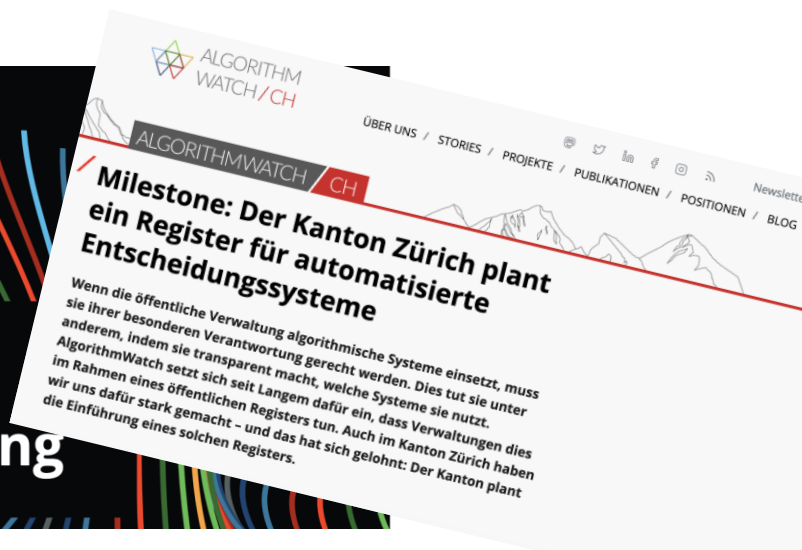 ALGORITHM
WATCH/CH
ÜBER UNS / STORIES / PROJEKTE / PUBLIKATIONEN / POSITIONEN / BLOG
Newslette
ALGORITHMWATCH / CH
Milestone: Der Kanton Zürich plant
ein Register für automatisierte
Entscheidungssysteme
Wenn die öffentliche Verwaltung algorithmische Systeme einsetzt, muss
sie ihrer besonderen Verantwortung gerecht werden. Dies tut sie unter
anderem, indem sie transparent macht, welche Systeme sie nutzt.
AlgorithmWatch setzt sich seit Langem dafür ein, dass Verwaltungen dies
im Rahmen eines öffentlichen Registers tun. Auch im Kanton Zürich haben
wir uns dafür stark gemacht – und das hat sich gelohnt: Der Kanton plant
die Einführung eines solchen Registers.
ng